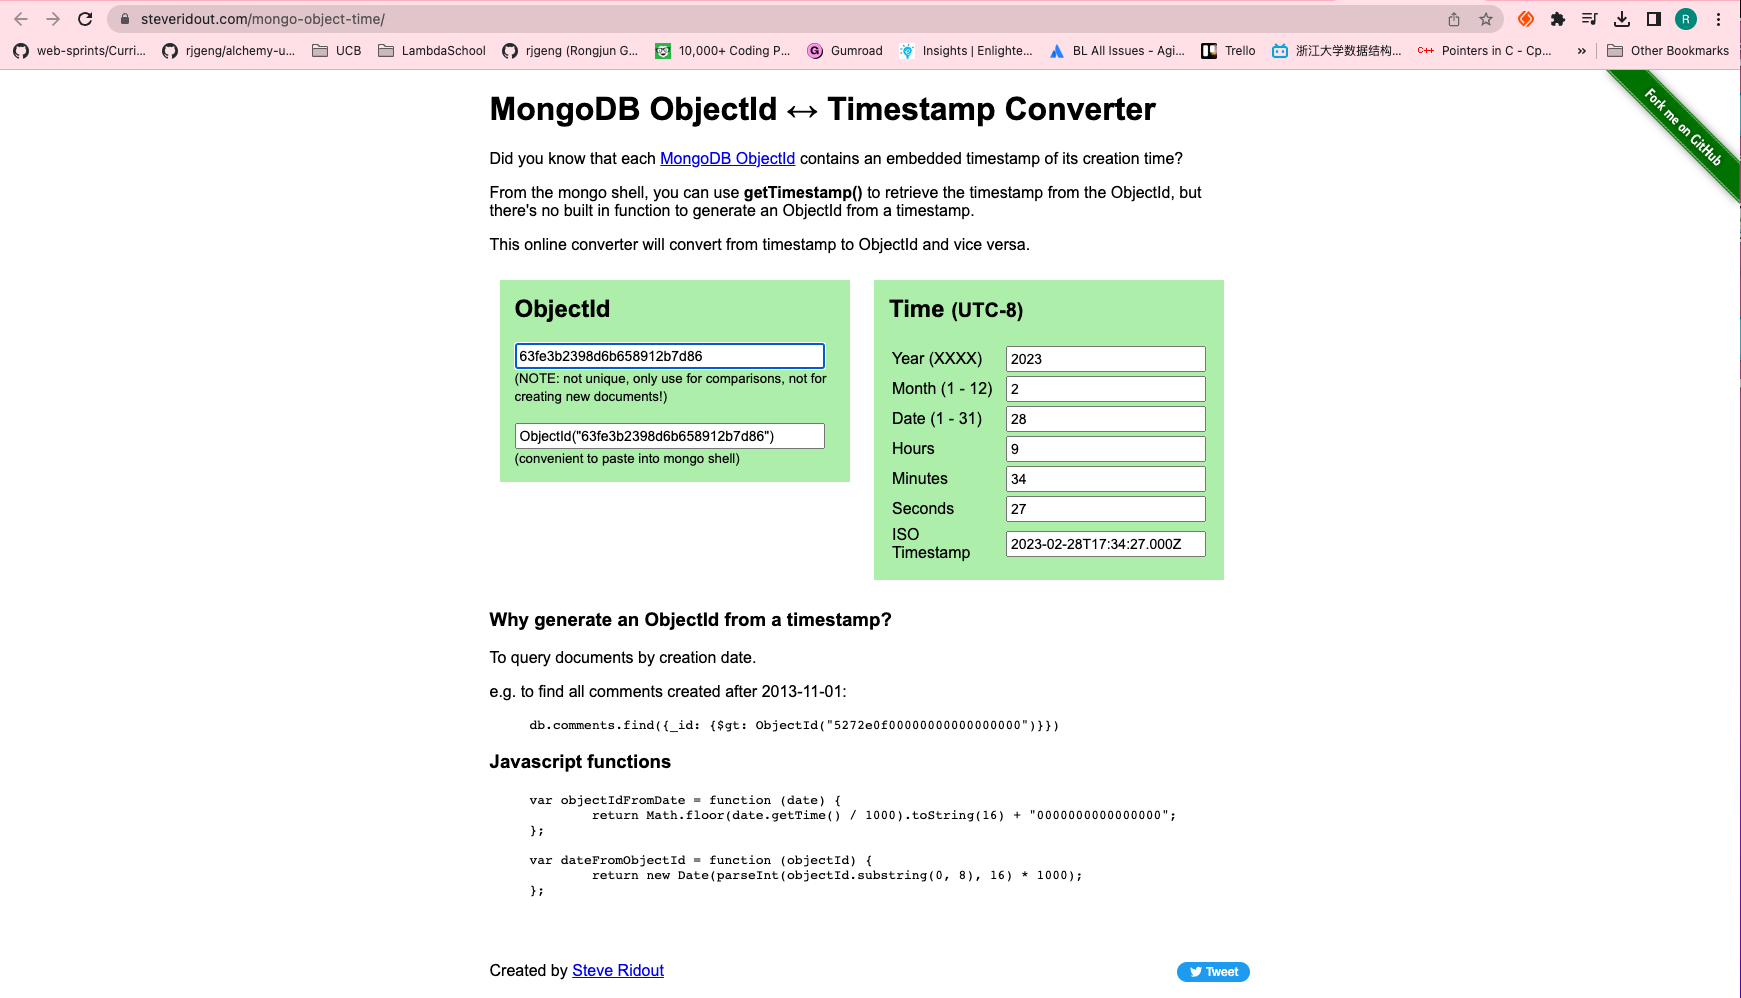 steveridout.com/mongo-object-time/
R
web-sprints/Curri...
rjgeng/alchemy-u...
UCB
LambdaSchool
rjgeng (Rongjun G...
10,000+ Coding P...
G
Gumroad
Insights | Enlighte...
BL All Issues - Agi...
Trello
浙江大学数据结构...
C++
Pointers in C - Cp...
»
Other Bookmarks
Fork me on GitHub
MongoDB ObjectId ↔ Timestamp Converter
Did you know that each MongoDB ObjectId contains an embedded timestamp of its creation time?
From the mongo shell, you can use getTimestamp() to retrieve the timestamp from the ObjectId, but
there's no built in function to generate an ObjectId from a timestamp.
This online converter will convert from timestamp to ObjectId and vice versa.
ObjectId
63fe3b2398d6b658912b7d86
(NOTE: not unique, only use for comparisons, not for
creating new documents!)
ObjectId("63fe3b2398d6b658912b7d86")
(convenient to paste into mongo shell)
Time (UTC-8)
Year (XXXX) 2023
Month (1 - 12) 2
Date (1 - 31) 28
Hours 9
Minutes 34
Seconds 27
ISO
Timestamp 2023-02-28T17:34:27.000Z
Why generate an ObjectId from a timestamp?
To query documents by creation date.
e.g. to find all comments created after 2013-11-01:
db.comments.find({_id: {$gt: ObjectId("5272e0f00000000000000000")}})
Javascript functions
var objectIdFromDate = function (date) {
return Math.floor(date.getTime() / 1000).toString(16) + "0000000000000000";
};
var dateFromObjectId = function (objectId) {
return new Date(parseInt(objectId.substring(0, 8), 16) * 1000);
};
Created by Steve Ridout
Tweet